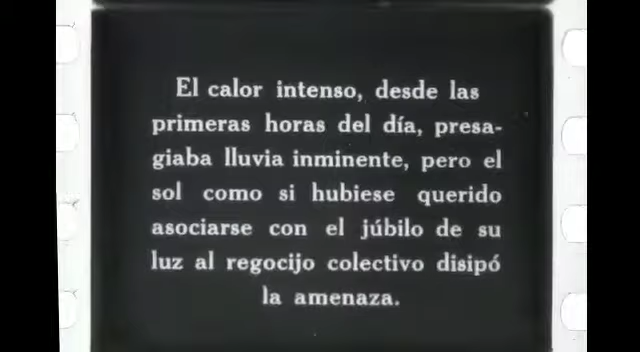 El calor intenso, desde las
primeras horas del día, presa-
giaba lluvia inminente, pero el
sol como si hubiese querido
asociarse con el júbilo de su
luz al regocijo colectivo disipó
la amenaza.